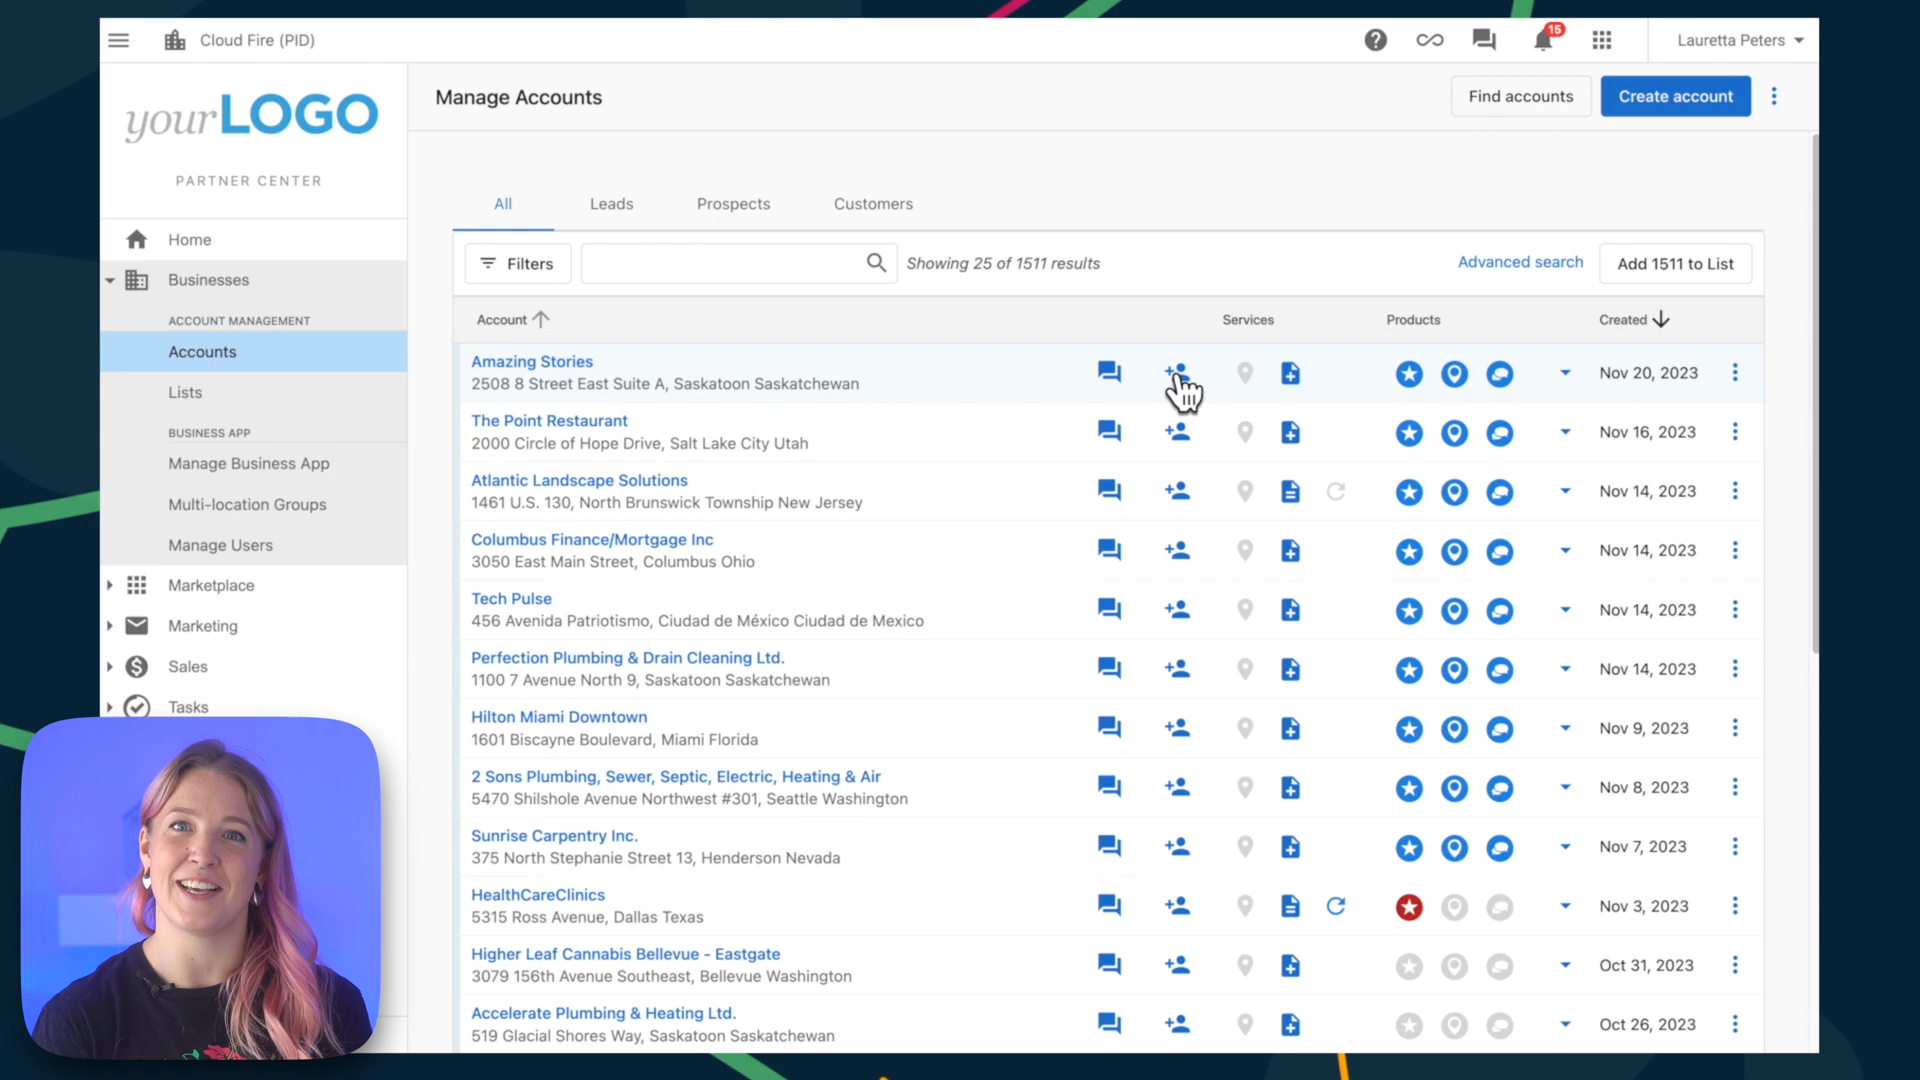 Cloud Fire (PID)
15
Lauretta Peters
yourLOGO
PARTNER CENTER
Manage Accounts
Find accounts
Create account
Home
Businesses
ACCOUNT MANAGEMENT
Accounts
Lists
BUSINESS APP
Manage Business App
Multi-location Groups
Manage Users
Marketplace
Marketing
Sales
Tasks
All
Leads
Prospects
Customers
Filters
Showing 25 of 1511 results
Advanced search
Add 1511 to List
Account
Services
Products
Created
Amazing Stories
2508 8 Street East Suite A, Saskatoon Saskatchewan
Nov 20, 2023
The Point Restaurant
2000 Circle of Hope Drive, Salt Lake City Utah
Nov 16, 2023
Atlantic Landscape Solutions
1461 U.S. 130, North Brunswick Township New Jersey
Nov 14, 2023
Columbus Finance/Mortgage Inc
3050 East Main Street, Columbus Ohio
Nov 14, 2023
Tech Pulse
456 Avenida Patriotismo, Ciudad de México Ciudad de Mexico
Nov 14, 2023
Perfection Plumbing & Drain Cleaning Ltd.
1100 7 Avenue North 9, Saskatoon Saskatchewan
Nov 14, 2023
Hilton Miami Downtown
1601 Biscayne Boulevard, Miami Florida
Nov 9, 2023
2 Sons Plumbing, Sewer, Septic, Electric, Heating & Air
5470 Shilshole Avenue Northwest #301, Seattle Washington
Nov 8, 2023
Sunrise Carpentry Inc.
375 North Stephanie Street 13, Henderson Nevada
Nov 7, 2023
HealthCareClinics
5315 Ross Avenue, Dallas Texas
Nov 3, 2023
Higher Leaf Cannabis Bellevue - Eastgate
3079 156th Avenue Southeast, Bellevue Washington
Oct 31, 2023
Accelerate Plumbing & Heating Ltd.
519 Glacial Shores Way, Saskatoon Saskatchewan
Oct 26, 2023